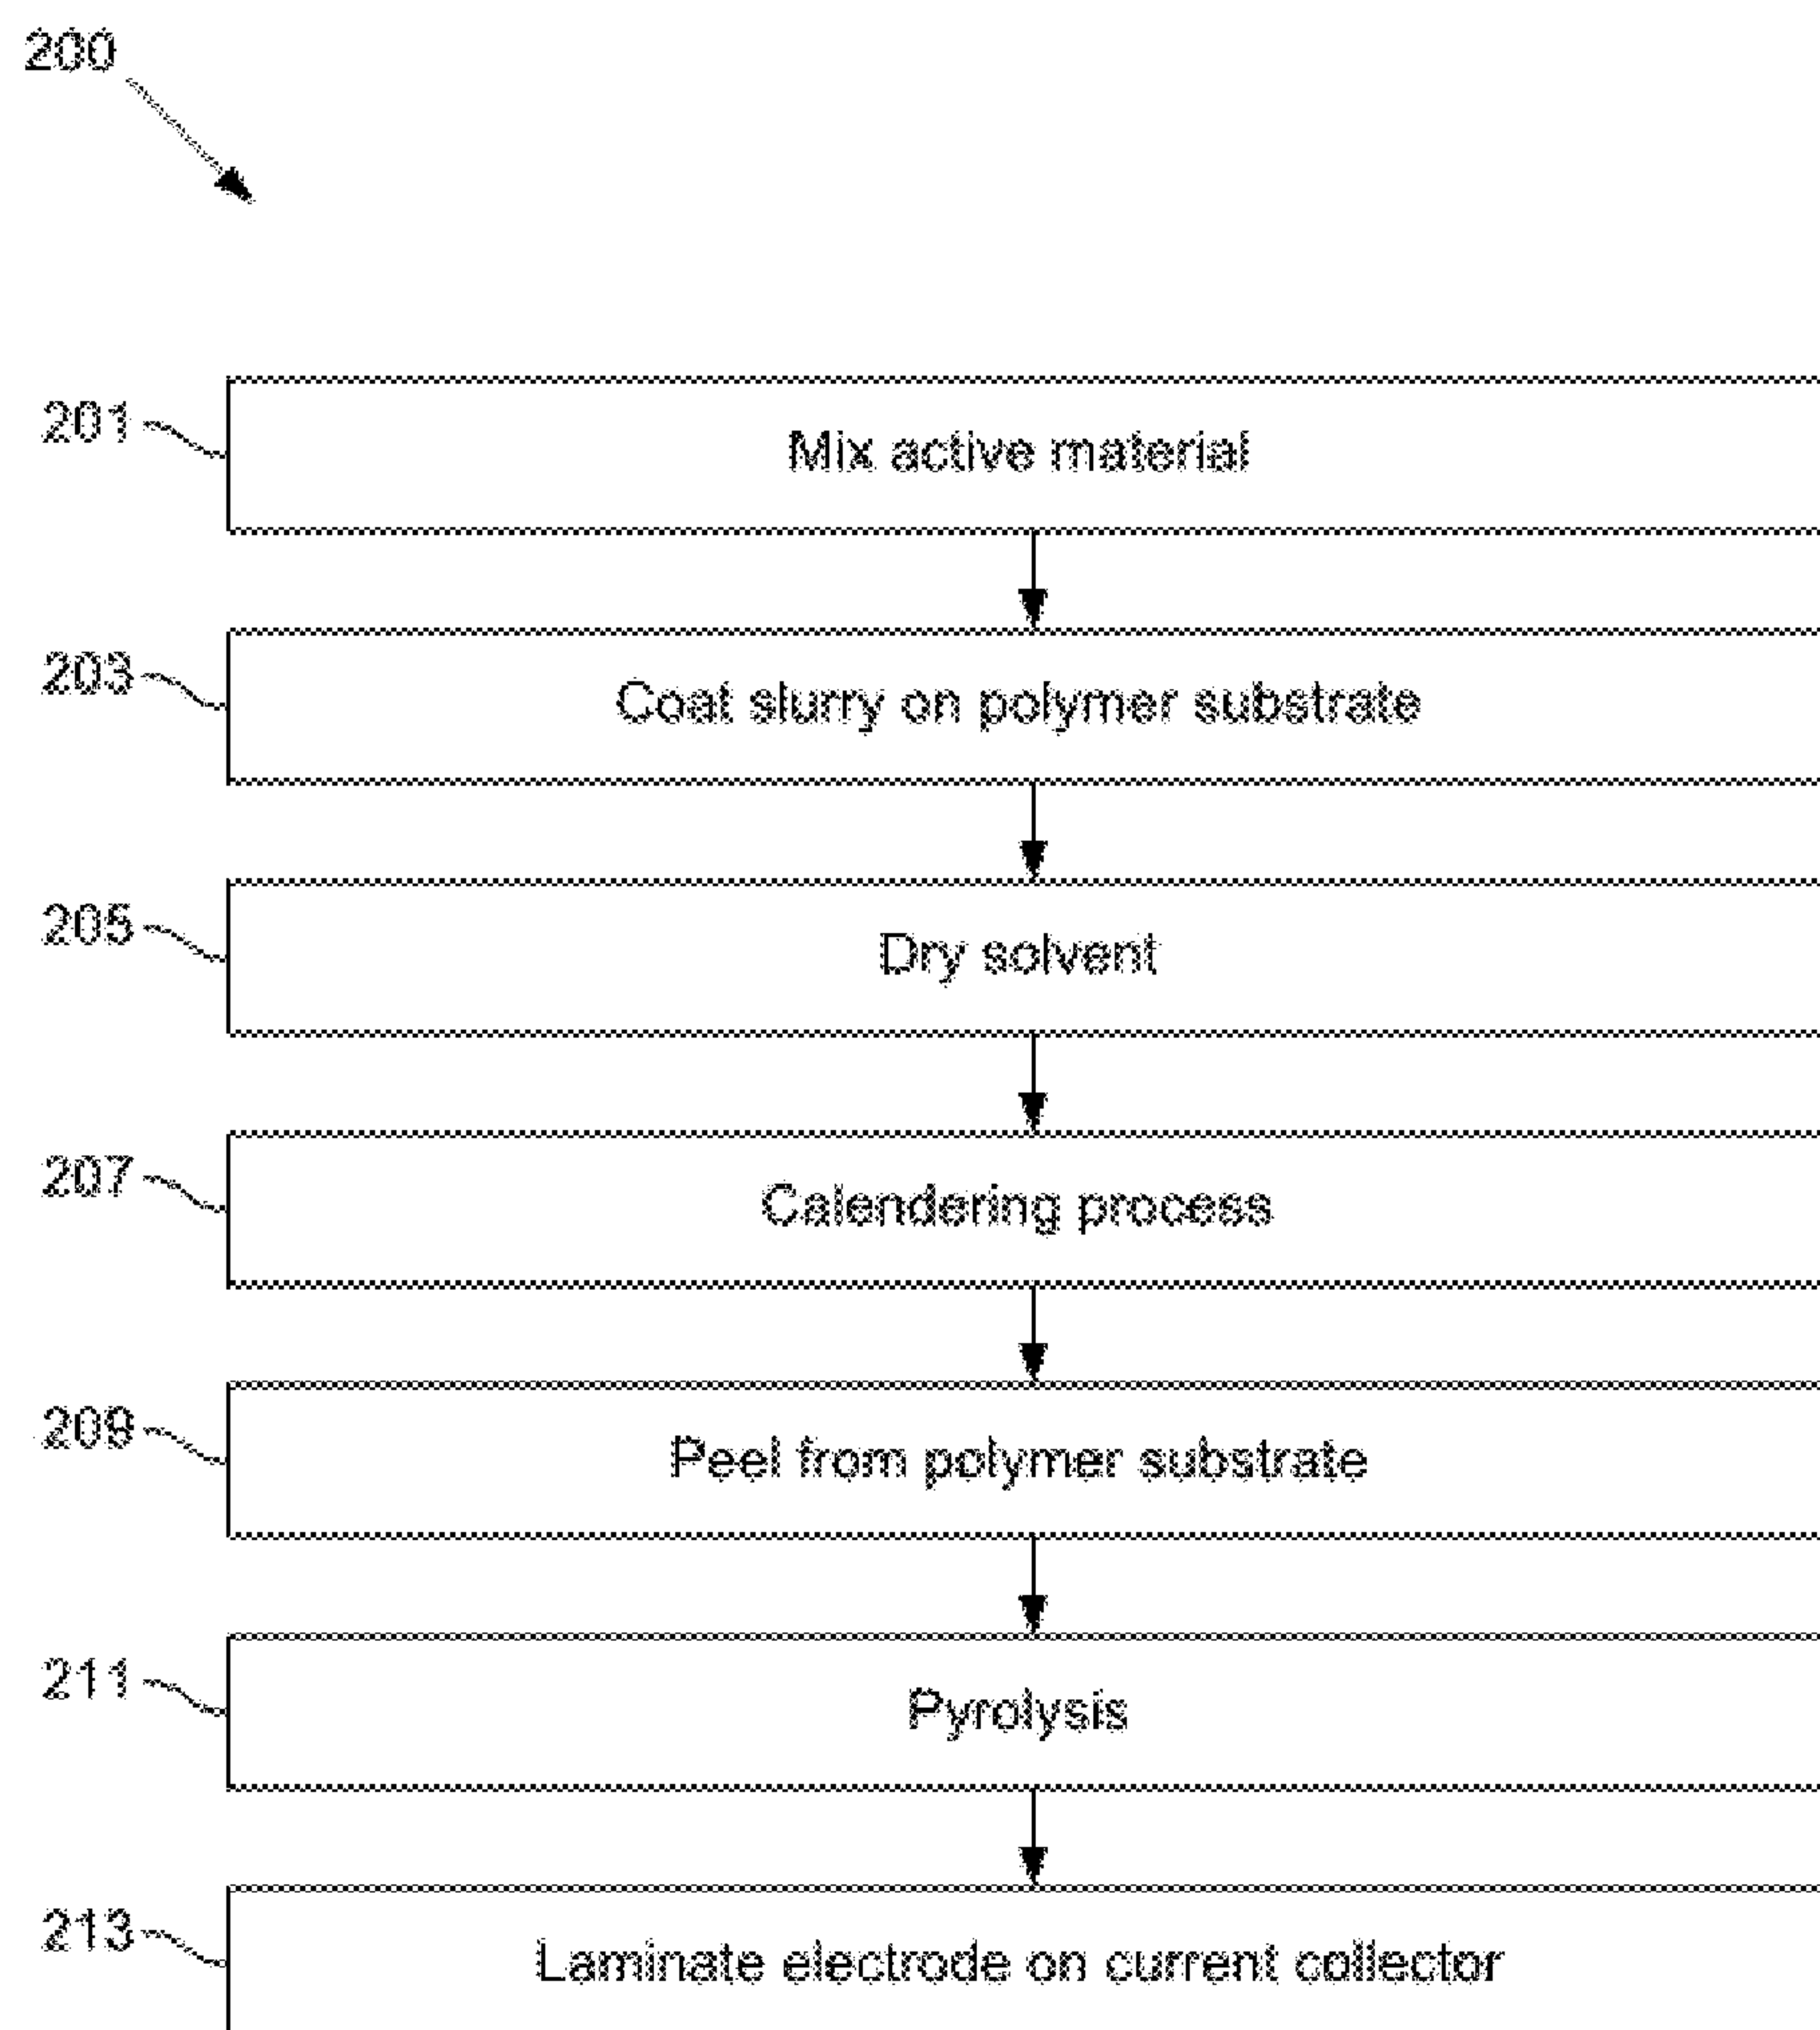 200
201
Mix active material
203
Coat slurry on polymer substrate
205
Dry solvent
207
Calendering process
209
Peel from polymer substrate
211
Pyrolysis
213
Laminate electrode on current collector